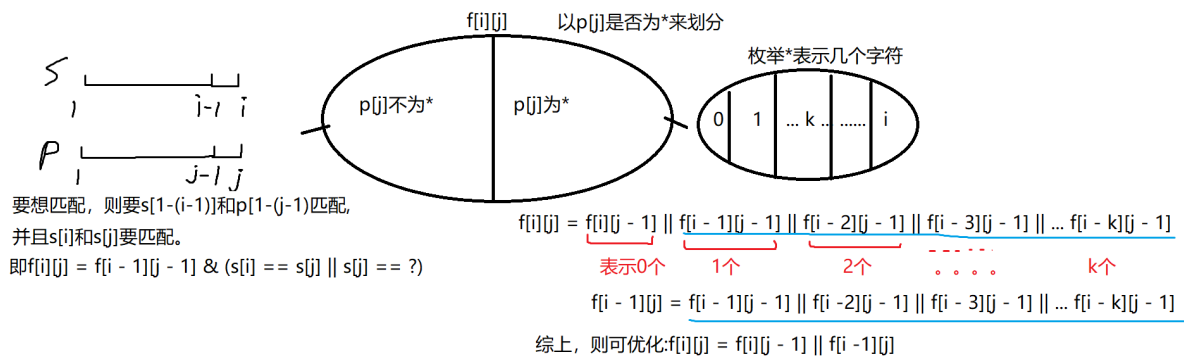 f[i][j]
以p[j]是否为*来划分
枚举*表示几个字符
S
1 i-1 i
P
1 j-1 j
p[j]不为*
p[j]为*
0 1 ... k .. ...... i
要想匹配，则要s[1-(i-1)]和p[1-(j-1)匹配,
并且s[i]和s[j]要匹配。
即f[i][j] = f[i - 1][j - 1] & (s[i] == s[j] || s[j] == ?)
f[i][j] = f[i][j - 1] || f[i - 1][j - 1] || f[i - 2][j - 1] || f[i - 3][j - 1] || ... f[i - k][j - 1]
表示0个 1个 2个 。。。。 k个
f[i - 1][j] = f[i - 1][j - 1] || f[i -2][j - 1] || f[i - 3][j - 1] || ... f[i - k][j - 1]
综上，则可优化:f[i][j] = f[i][j - 1] || f[i -1][j]